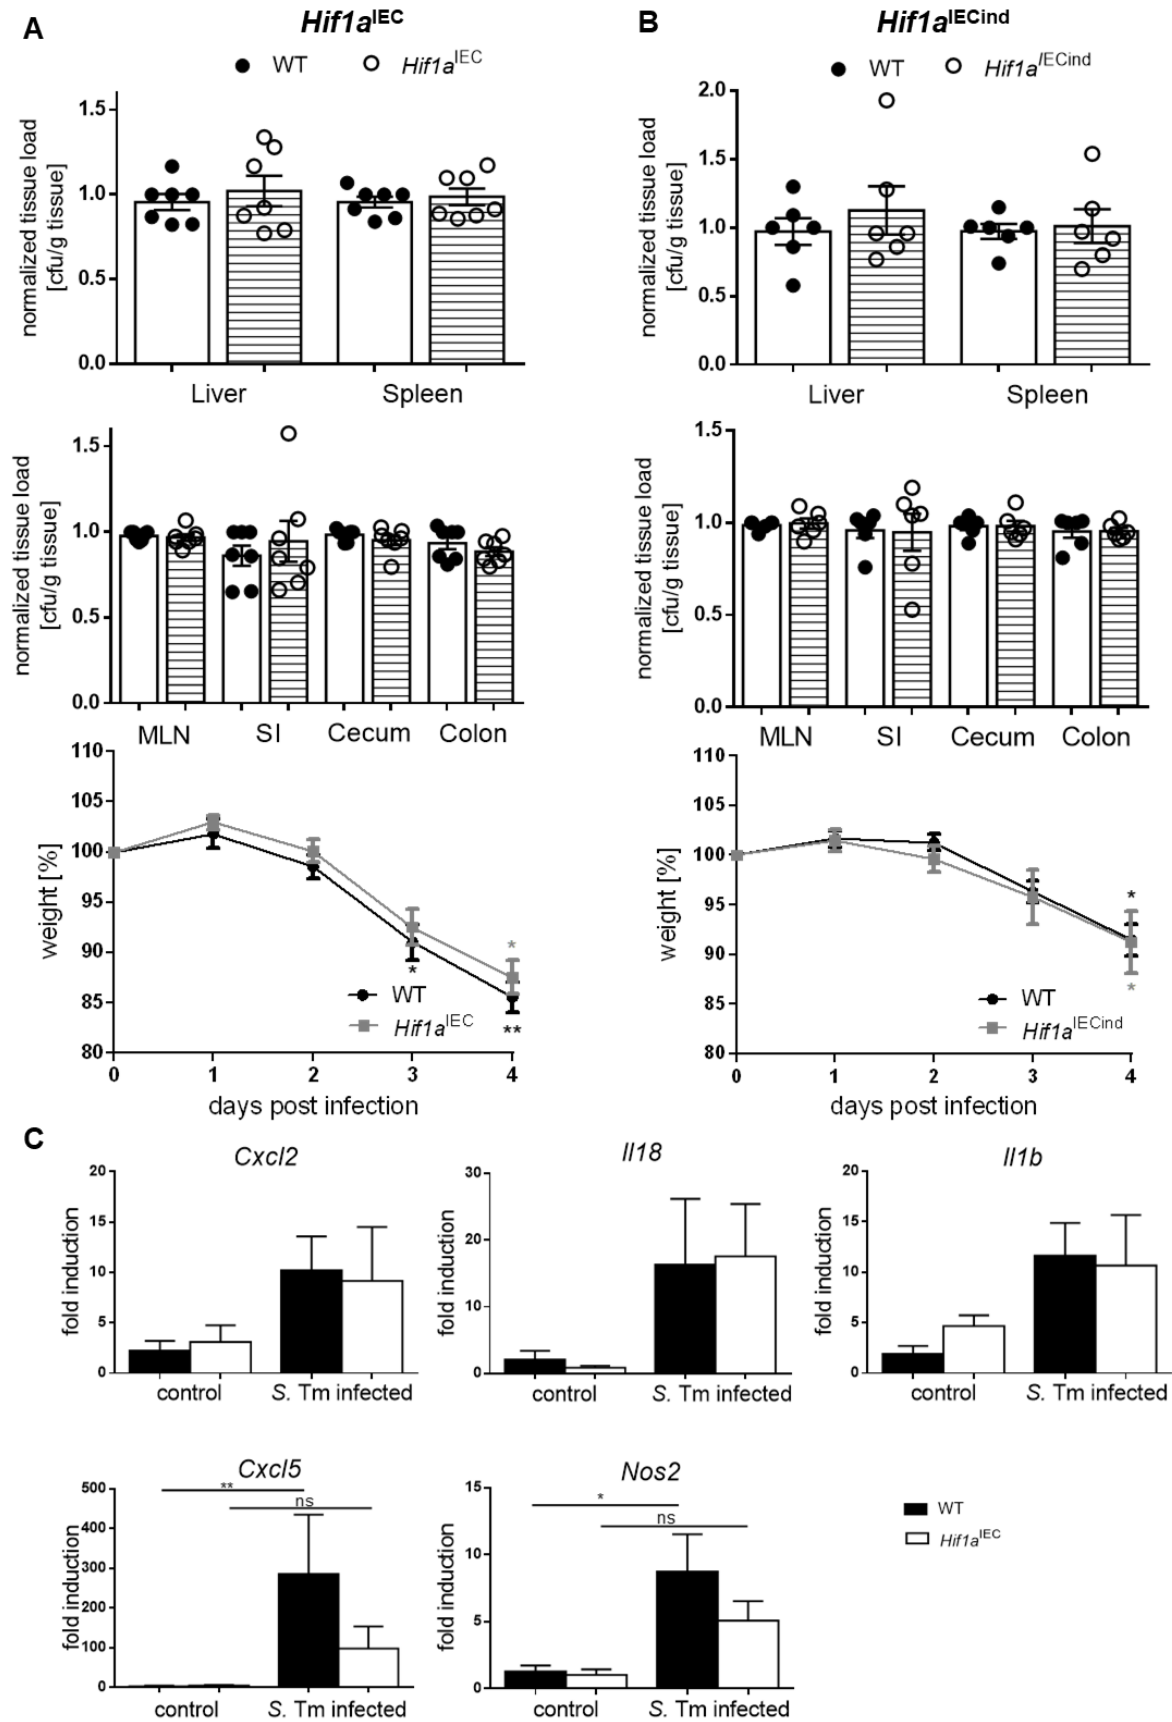 A
Hif1a^IEC
WT
Hif1a^IEC
normalized tissue load
[cfu/g tissue]
1.5
1.0
0.5
0.0
Liver
Spleen
normalized tissue load
[cfu/g tissue]
1.5
1.0
0.5
0.0
MLN
SI
Cecum
Colon
weight [%]
110
105
100
95
90
85
80
*
*
**
WT
Hif1a^IEC
0
1
2
3
4
days post infection
B
Hif1a^IECind
WT
Hif1a^IECind
normalized tissue load
[cfu/g tissue]
2.0
1.5
1.0
0.5
0.0
Liver
Spleen
normalized tissue load
[cfu/g tissue]
1.5
1.0
0.5
0.0
MLN
SI
Cecum
Colon
weight [%]
110
105
100
95
90
85
80
*
*
WT
Hif1a^IECind
0
1
2
3
4
days post infection
C
Cxcl2
fold induction
20
15
10
5
0
control
S. Tm infected
Il18
fold induction
30
20
10
0
control
S. Tm infected
Il1b
fold induction
20
15
10
5
0
control
S. Tm infected
Cxcl5
**
ns
fold induction
500
400
300
200
100
0
control
S. Tm infected
Nos2
*
ns
fold induction
15
10
5
0
control
S. Tm infected
WT
Hif1a^IEC